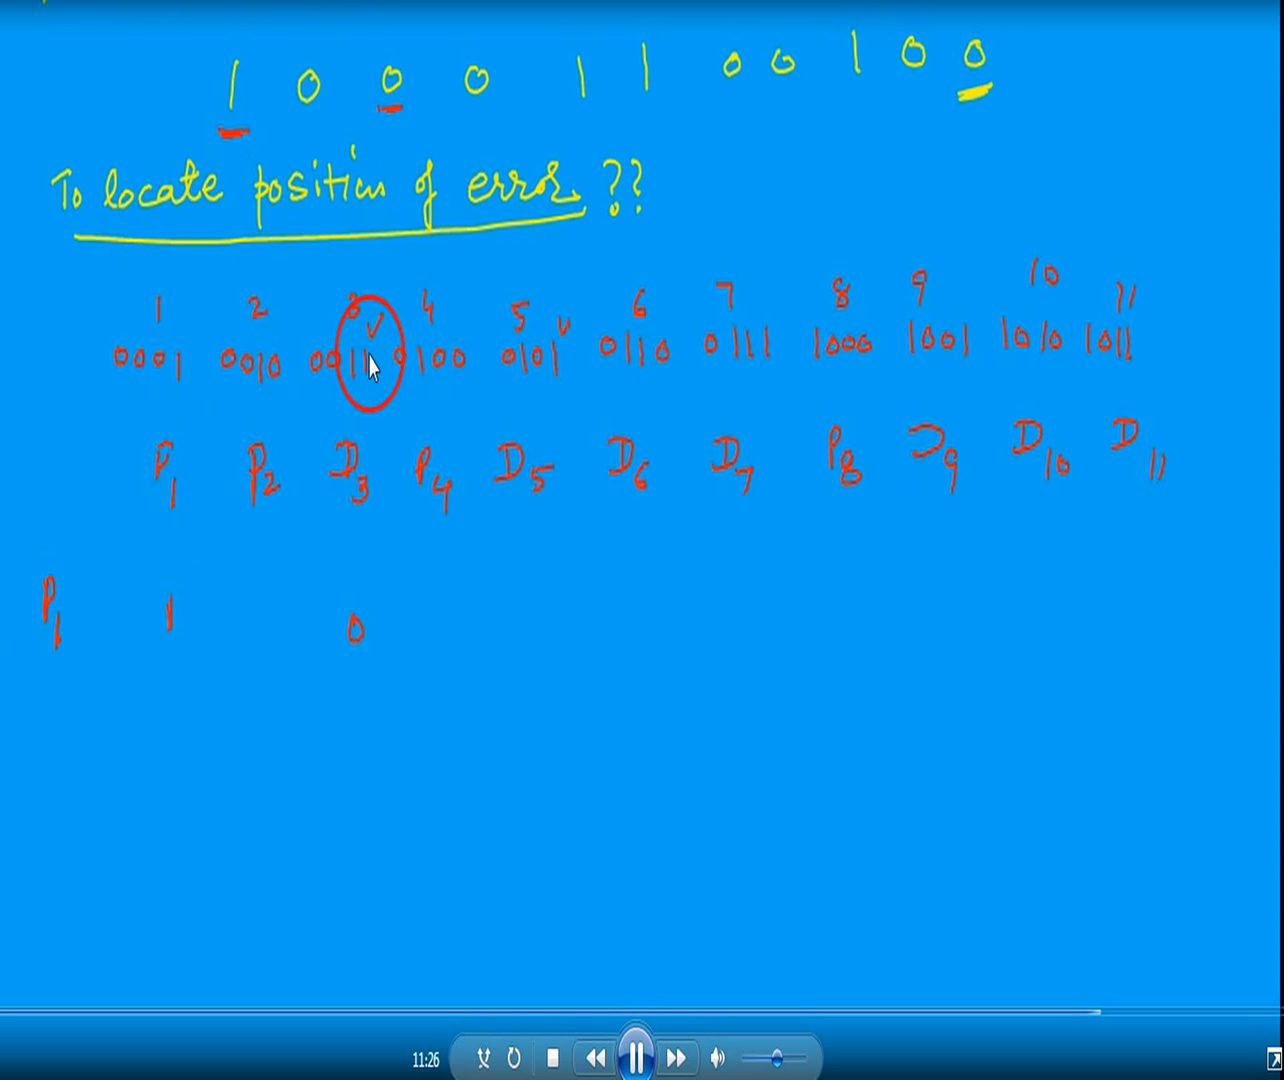 1 0 0 0 1 1 0 0 1 0 0
To locate position of error ??
1 2 3 4 5 6 7 8 9 10 11
0001 0010 0011 0100 0101 0110 0111 1000 1001 1010 1011
P1 P2 D3 P4 D5 D6 D7 P8 D9 D10 D11
P1 1 0
11:26